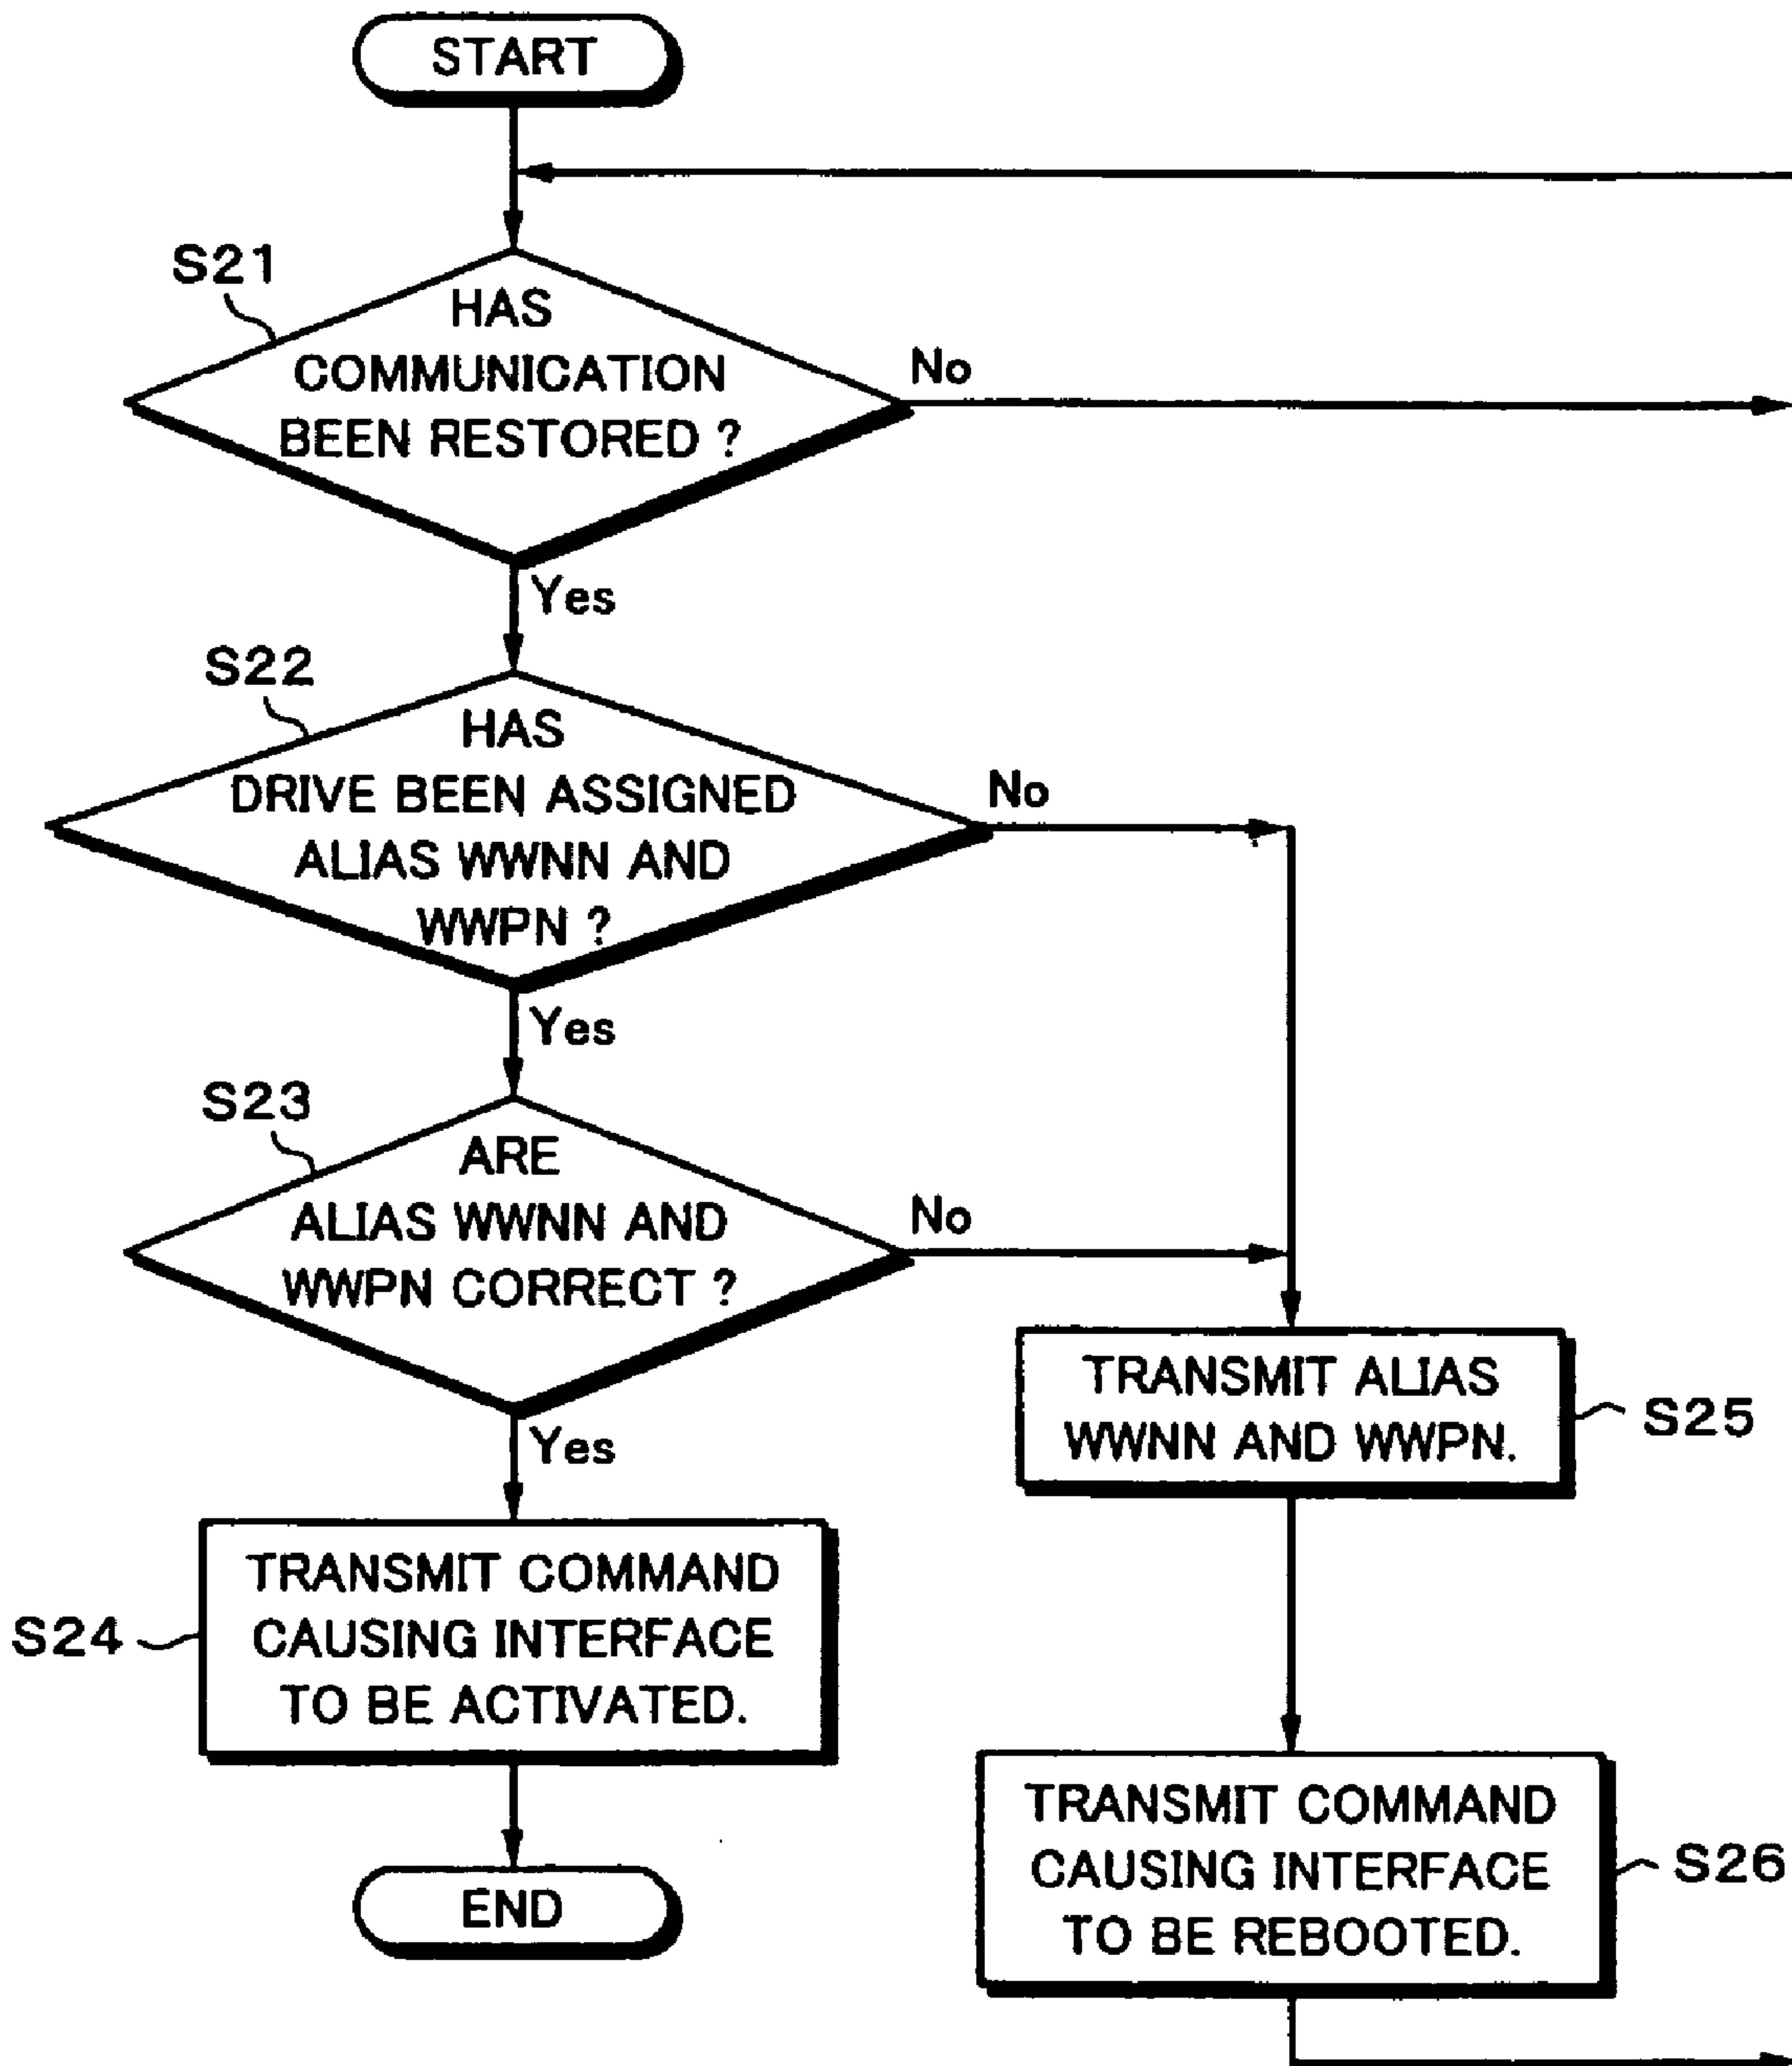 START
S21
HAS
COMMUNICATION
BEEN RESTORED ?
No
Yes
S22
HAS
DRIVE BEEN ASSIGNED
ALIAS WWNN AND
WWPN ?
No
Yes
S23
ARE
ALIAS WWNN AND
WWPN CORRECT ?
No
Yes
TRANSMIT ALIAS
WWNN AND WWPN.
S25
S24
TRANSMIT COMMAND
CAUSING INTERFACE
TO BE ACTIVATED.
TRANSMIT COMMAND
CAUSING INTERFACE
TO BE REBOOTED.
S26
END